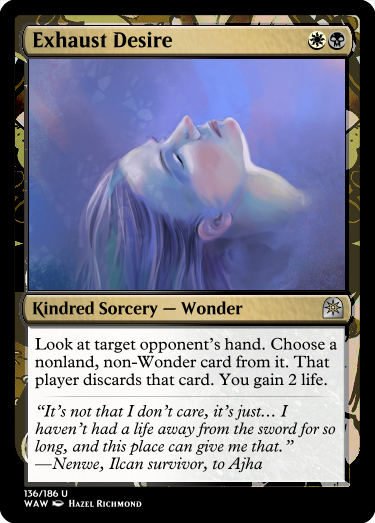 Exhaust Desire
Kindred Sorcery — Wonder
Look at target opponent's hand. Choose a
nonland, non-Wonder card from it. That
player discards that card. You gain 2 life.
“It's not that I don't care, it's just… I
haven't had a life away from the sword for so
long, and this place can give me that.”
—Nenwe, Ilcan survivor, to Ajha
136/186 U
WAW Hazel Richmond